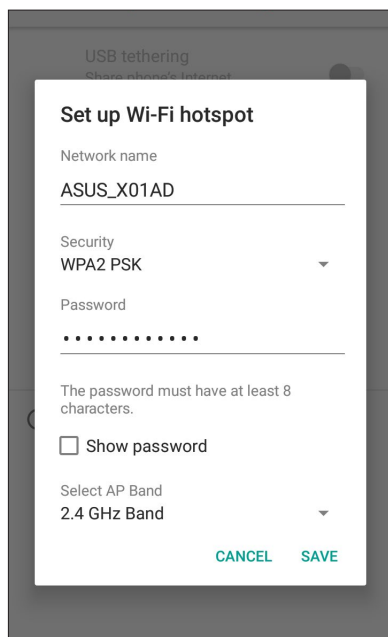 USB tethering
Share phone's Internet
Set up Wi-Fi hotspot
Network name
ASUS_X01AD
Security
WPA2 PSK
Password
••••••••••••
The password must have at least 8
characters.
Show password
Select AP Band
2.4 GHz Band
CANCEL SAVE